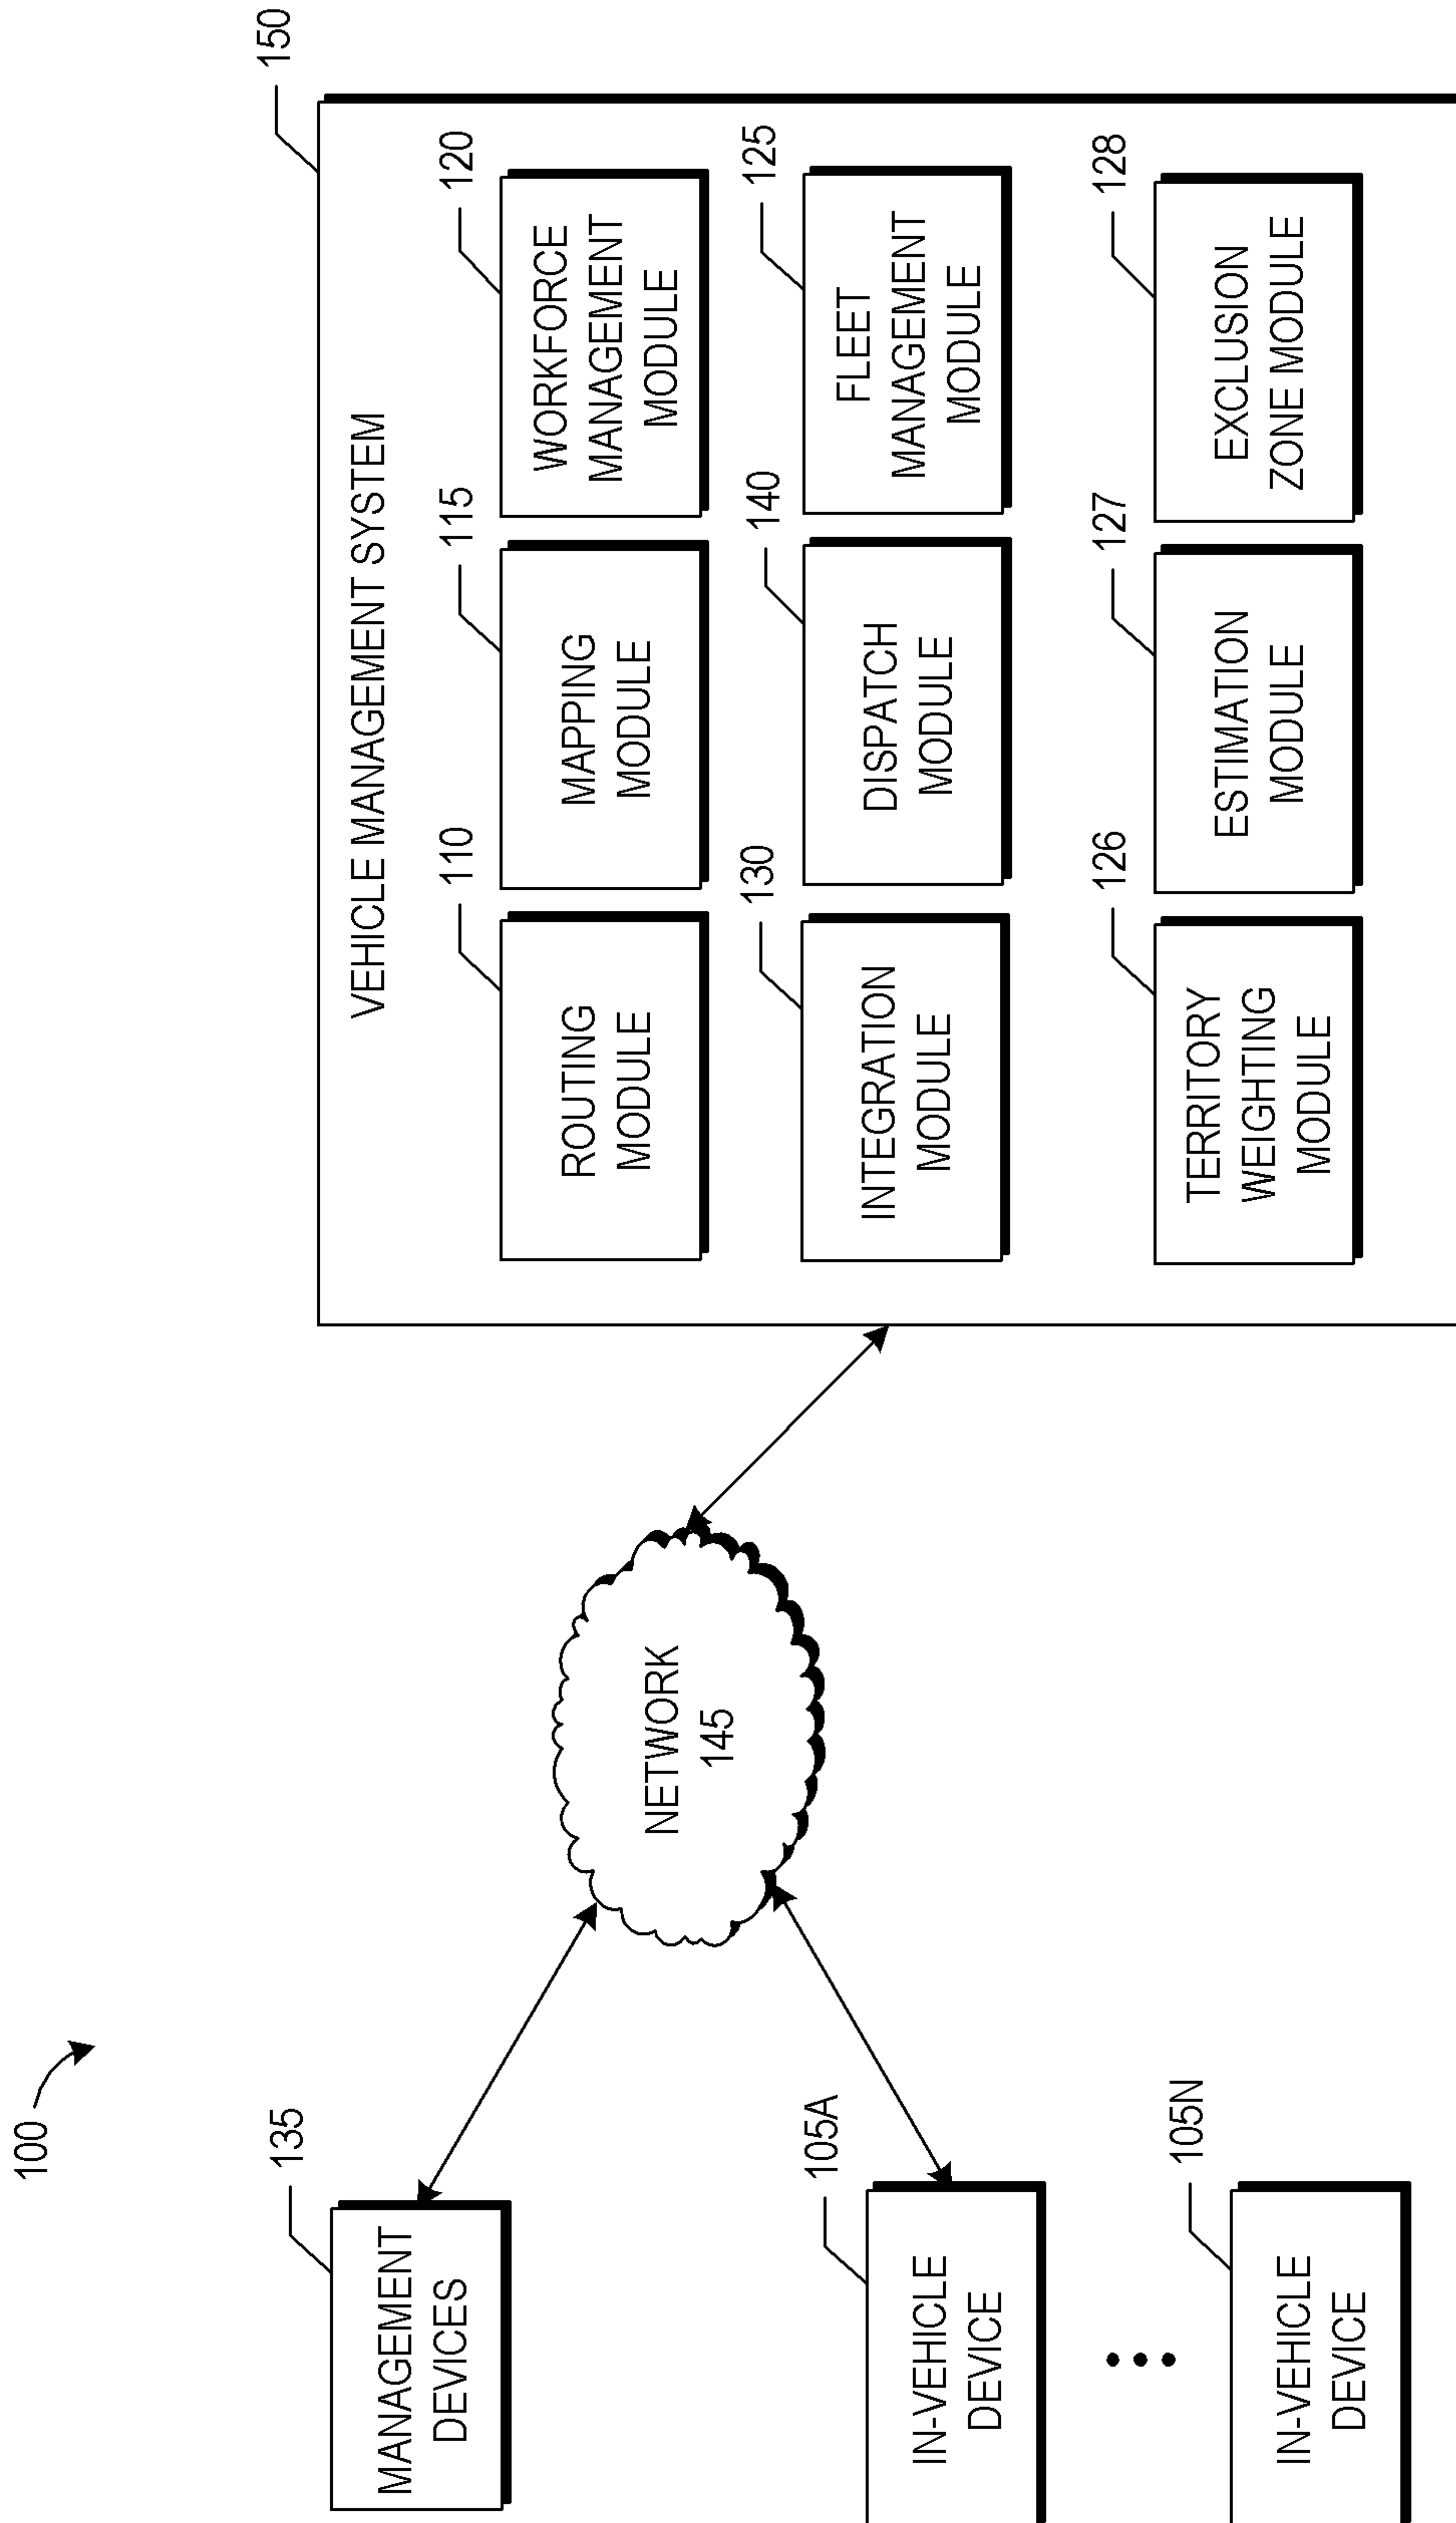 100
150
VEHICLE MANAGEMENT SYSTEM
110
ROUTING
MODULE
115
MAPPING
MODULE
120
WORKFORCE
MANAGEMENT
MODULE
130
INTEGRATION
MODULE
140
DISPATCH
MODULE
125
FLEET
MANAGEMENT
MODULE
126
TERRITORY
WEIGHTING
MODULE
127
ESTIMATION
MODULE
128
EXCLUSION
ZONE MODULE
NETWORK
145
135
MANAGEMENT
DEVICES
105A
IN-VEHICLE
DEVICE
105N
IN-VEHICLE
DEVICE